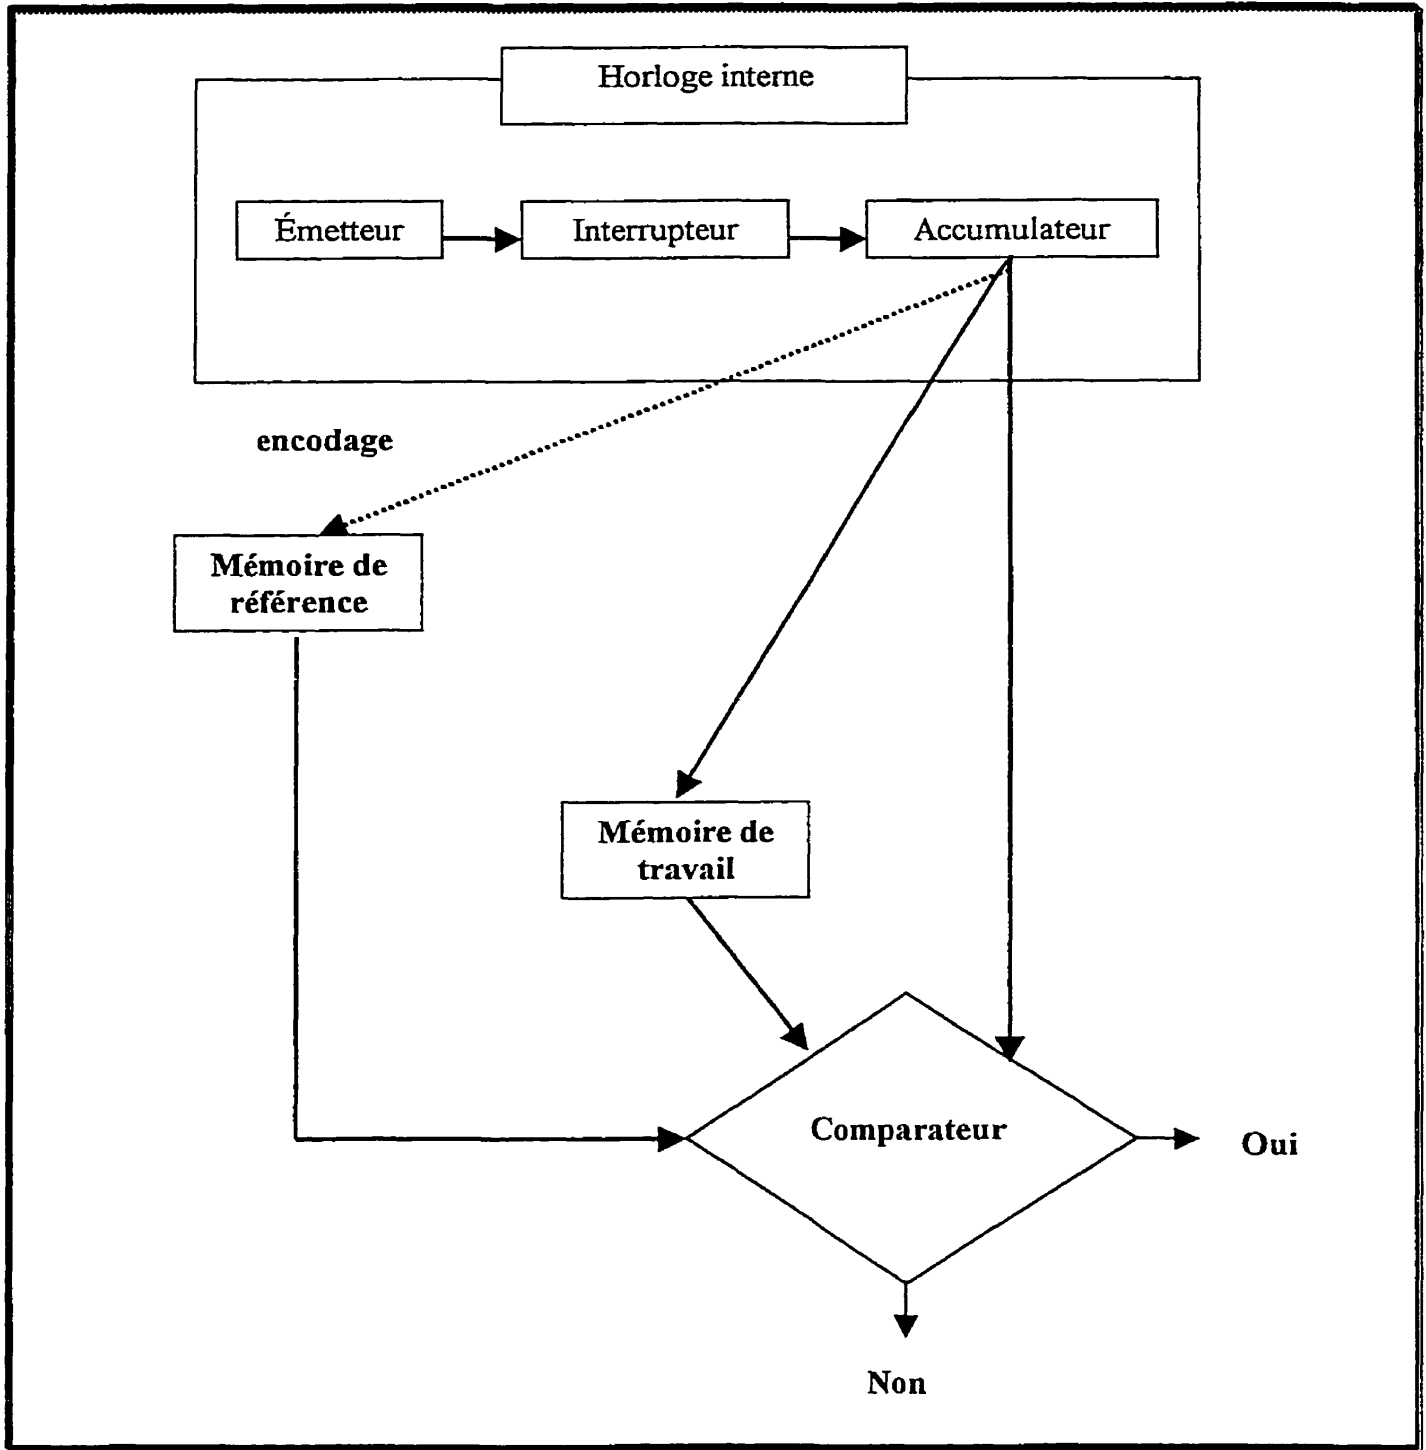 Horloge interne
Émetteur
Interrupteur
Accumulateur
encodage
Mémoire de
référence
Mémoire de
travail
Comparateur
Oui
Non